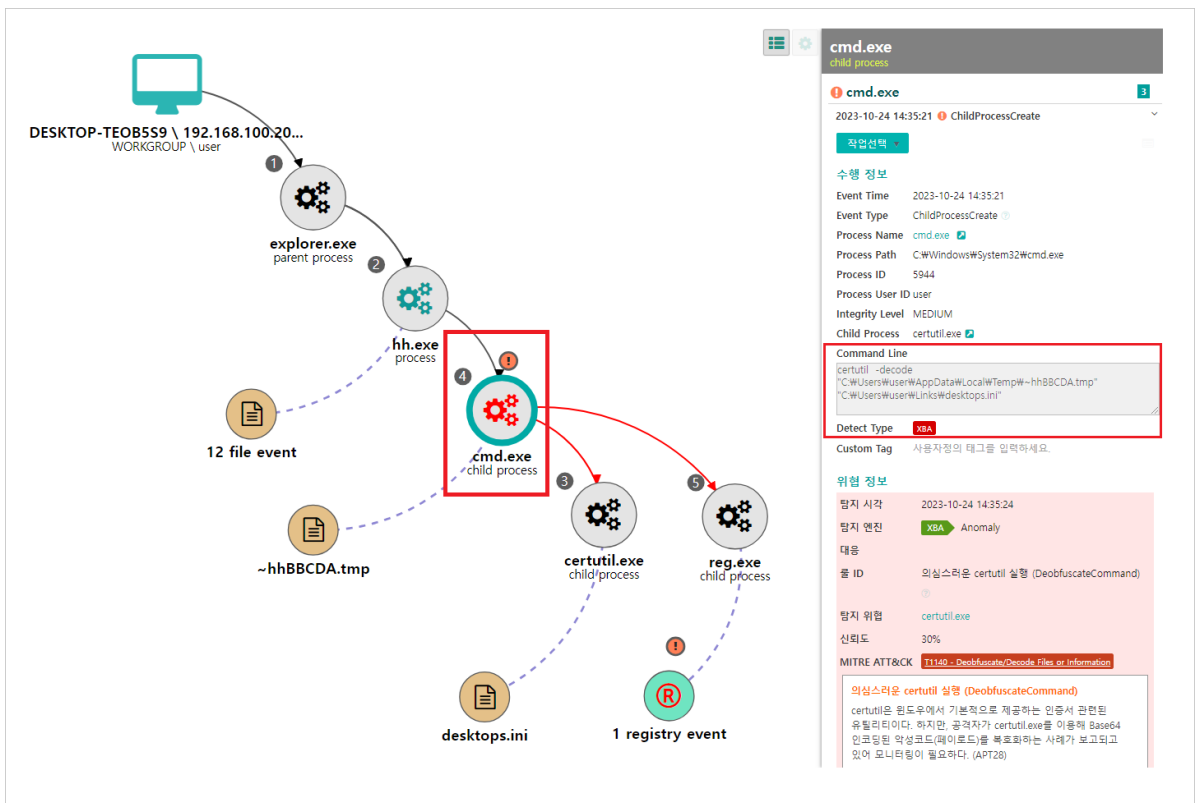 DESKTOP-TEOB5S9 \ 192.168.100.20...
WORKGROUP \ user
1
explorer.exe
parent process
2
hh.exe
process
12 file event
4
cmd.exe
child process
~hhBBCDA.tmp
3
certutil.exe
child process
5
reg.exe
child process
desktops.ini
1 registry event
cmd.exe
child process
cmd.exe 3
2023-10-24 14:35:21 ChildProcessCreate
작업선택
수행 정보
Event Time 2023-10-24 14:35:21
Event Type ChildProcessCreate
Process Name cmd.exe
Process Path C:₩Windows₩System32₩cmd.exe
Process ID 5944
Process User ID user
Integrity Level MEDIUM
Child Process certutil.exe
Command Line
certutil -decode
"C:₩Users₩user₩AppData₩Local₩Temp₩~hhBBCDA.tmp"
"C:₩Users₩user₩Links₩desktops.ini"
Detect Type XBA
Custom Tag 사용자정의 태그를 입력하세요.
위협 정보
탐지 시각 2023-10-24 14:35:24
탐지 엔진 XBA Anomaly
대응
룰 ID 의심스러운 certutil 실행 (DeobfuscateCommand)
탐지 위협 certutil.exe
신뢰도 30%
MITRE ATT&CK T1140 - Deobfuscate/Decode Files or Information
의심스러운 certutil 실행 (DeobfuscateCommand)
certutil은 윈도우에서 기본적으로 제공하는 인증서 관련된
유틸리티이다. 하지만, 공격자가 certutil.exe를 이용해 Base64
인코딩된 악성코드(페이로드)를 복호화하는 사례가 보고되고
있어 모니터링이 필요하다. (APT28)